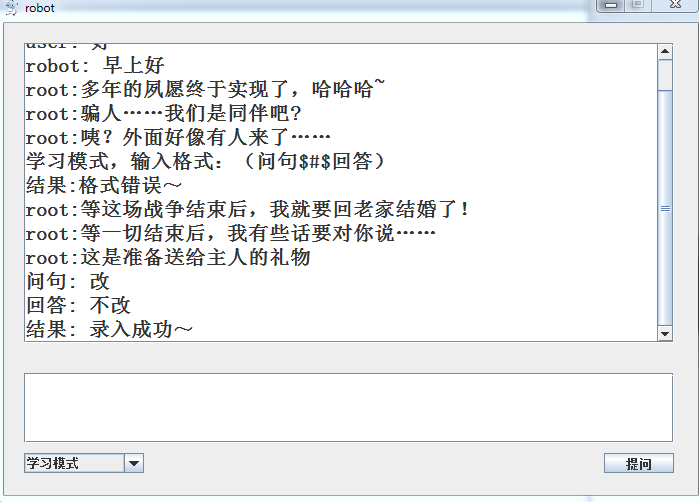 robot
user: 好
robot: 早上好
root:多年的夙愿终于实现了，哈哈哈~
root:骗人……我们是同伴吧?
root:咦？外面好像有人来了……
学习模式，输入格式：（问句$#$回答）
结果:格式错误～
root:等这场战争结束后，我就要回老家结婚了!
root:等一切结束后，我有些话要对你说……
root:这是准备送给主人的礼物
问句: 改
回答: 不改
结果: 录入成功～
学习模式
提问